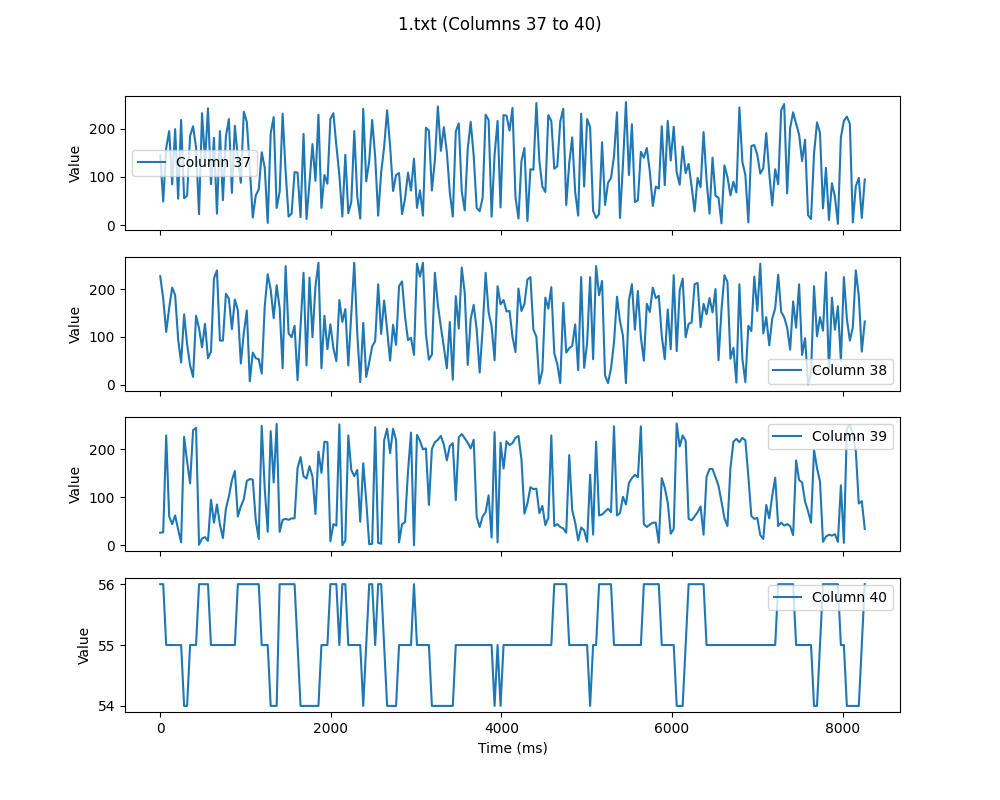 1.txt (Columns 37 to 40)
200
100
0
Value
Column 37
200
100
0
Value
Column 38
200
100
0
Value
Column 39
56
55
54
Value
Column 40
0 2000 4000 6000 8000
Time (ms)